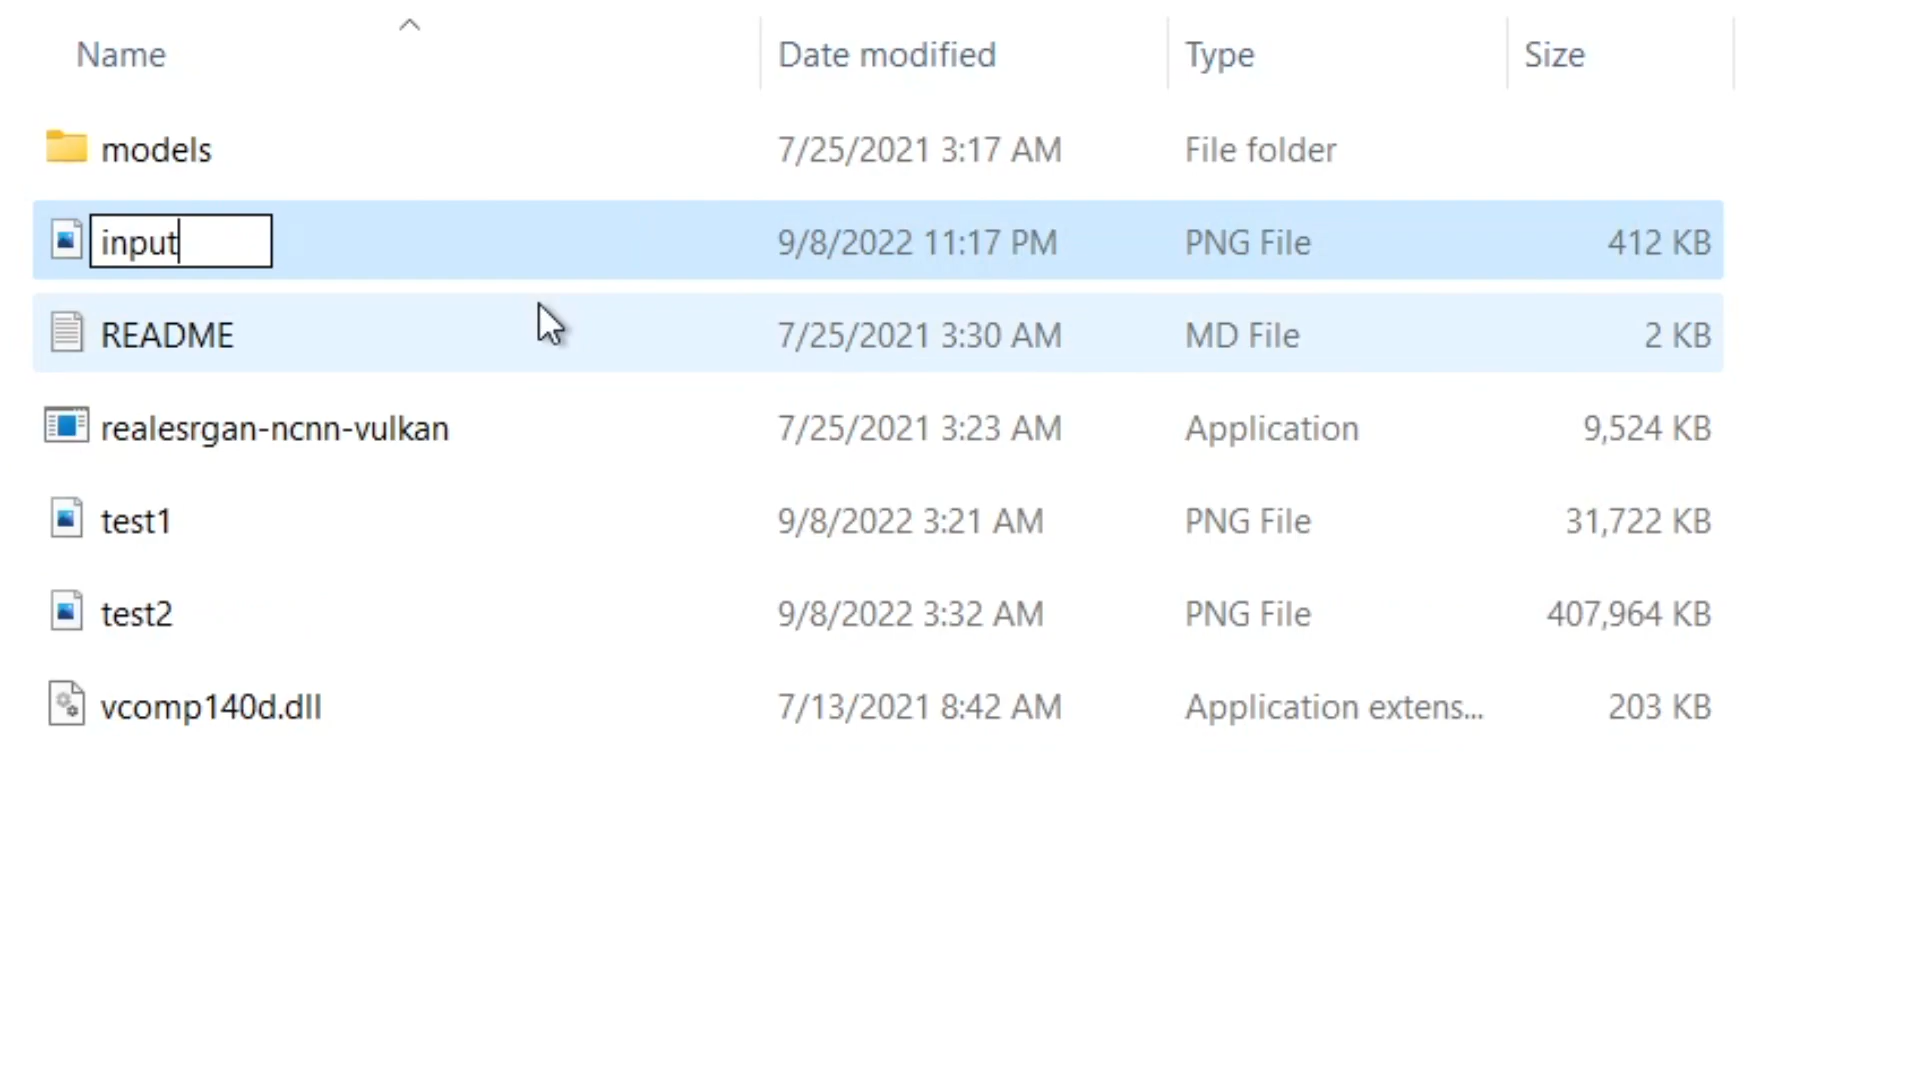 Name Date modified Type Size
models 7/25/2021 3:17 AM File folder
input 9/8/2022 11:17 PM PNG File 412 KB
README 7/25/2021 3:30 AM MD File 2 KB
realesrgan-ncnn-vulkan 7/25/2021 3:23 AM Application 9,524 KB
test1 9/8/2022 3:21 AM PNG File 31,722 KB
test2 9/8/2022 3:32 AM PNG File 407,964 KB
vcomp140d.dll 7/13/2021 8:42 AM Application extens... 203 KB